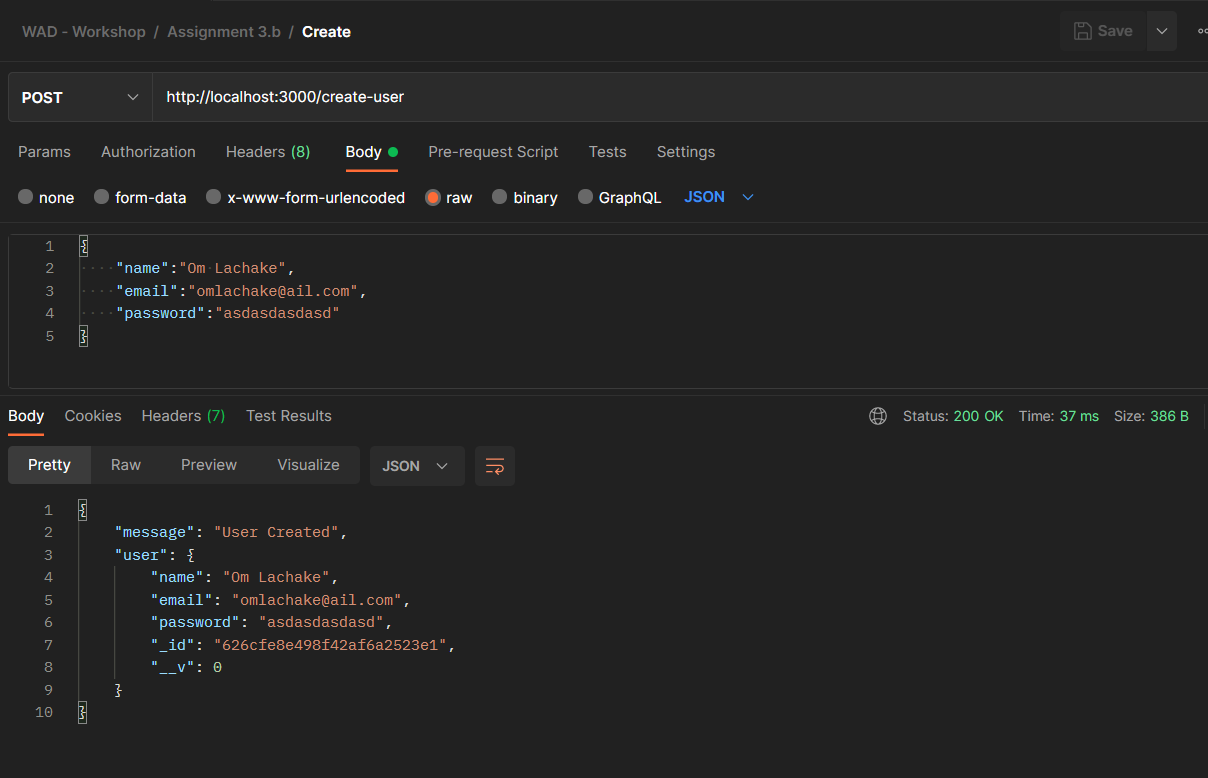 WAD - Workshop / Assignment 3.b / Create
Save
POST http://localhost:3000/create-user
Params Authorization Headers (8) Body Pre-request Script Tests Settings
none form-data x-www-form-urlencoded raw binary GraphQL JSON
1 {
2 ····"name":"Om·Lachake",
3 ····"email":"omlachake@ail.com",
4 ····"password":"asdasdasdasd"
5 }
Body Cookies Headers (7) Test Results Status: 200 OK Time: 37 ms Size: 386 B
Pretty Raw Preview Visualize JSON
1 {
2 "message": "User Created",
3 "user": {
4 "name": "Om Lachake",
5 "email": "omlachake@ail.com",
6 "password": "asdasdasdasd",
7 "_id": "626cfe8e498f42af6a2523e1",
8 "__v": 0
9 }
10 }